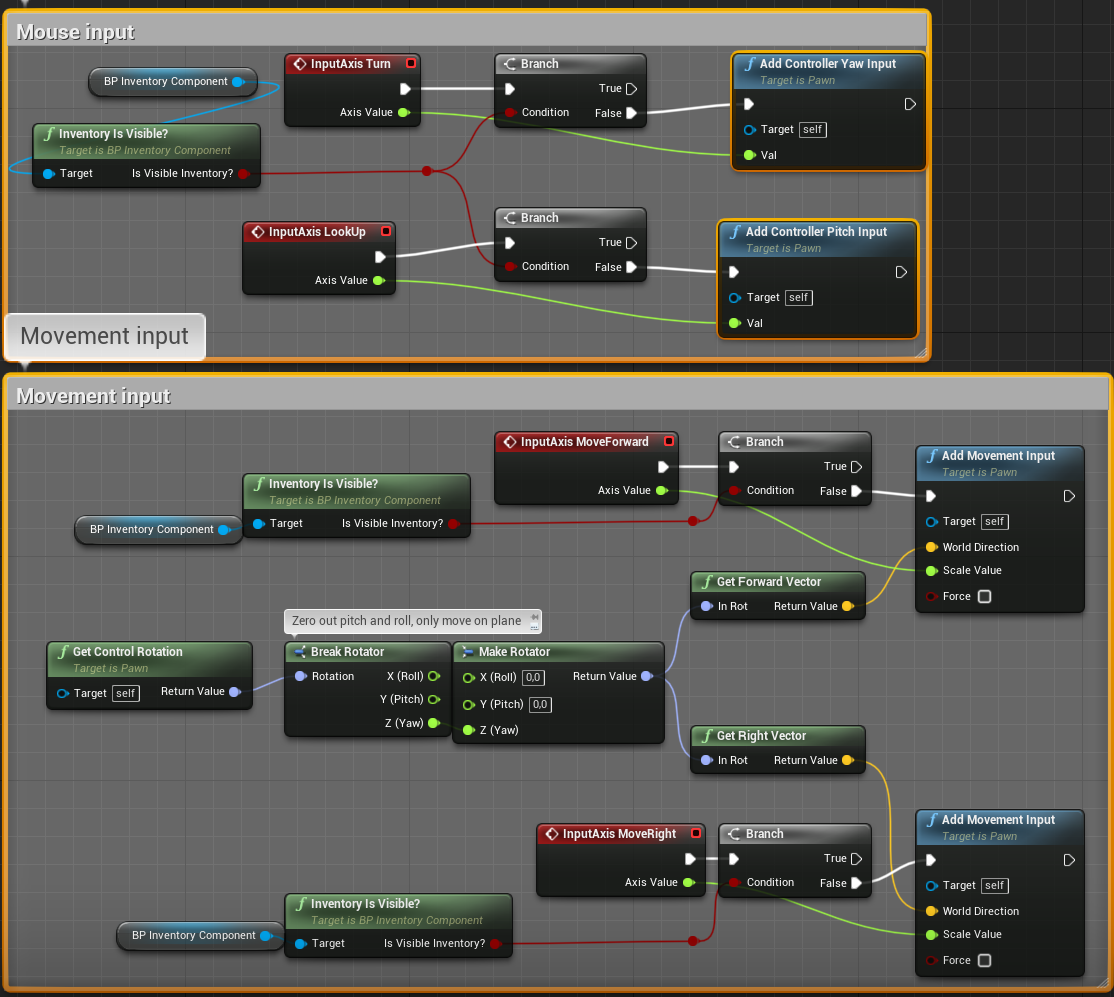 Mouse input
BP Inventory Component
InputAxis Turn
Axis Value
Branch
True
Condition
False
Add Controller Yaw Input
Target is Pawn
Target self
Val
Inventory Is Visible?
Target is BP Inventory Component
Target Is Visible Inventory?
InputAxis LookUp
Axis Value
Branch
True
Condition
False
Add Controller Pitch Input
Target is Pawn
Target self
Val
Movement input
Movement input
InputAxis MoveForward
Axis Value
Branch
True
Condition
False
Add Movement Input
Target is Pawn
Target self
World Direction
Scale Value
Force
Inventory Is Visible?
Target is BP Inventory Component
Target Is Visible Inventory?
BP Inventory Component
Get Forward Vector
In Rot Return Value
Zero out pitch and roll, only move on plane
Get Control Rotation
Target is Pawn
Target self Return Value
Break Rotator
Rotation X (Roll)
Y (Pitch)
Z (Yaw)
Make Rotator
X (Roll) 0,0 Return Value
Y (Pitch) 0,0
Z (Yaw)
Get Right Vector
In Rot Return Value
InputAxis MoveRight
Axis Value
Branch
True
Condition
False
Add Movement Input
Target is Pawn
Target self
World Direction
Scale Value
Force
Inventory Is Visible?
Target is BP Inventory Component
Target Is Visible Inventory?
BP Inventory Component